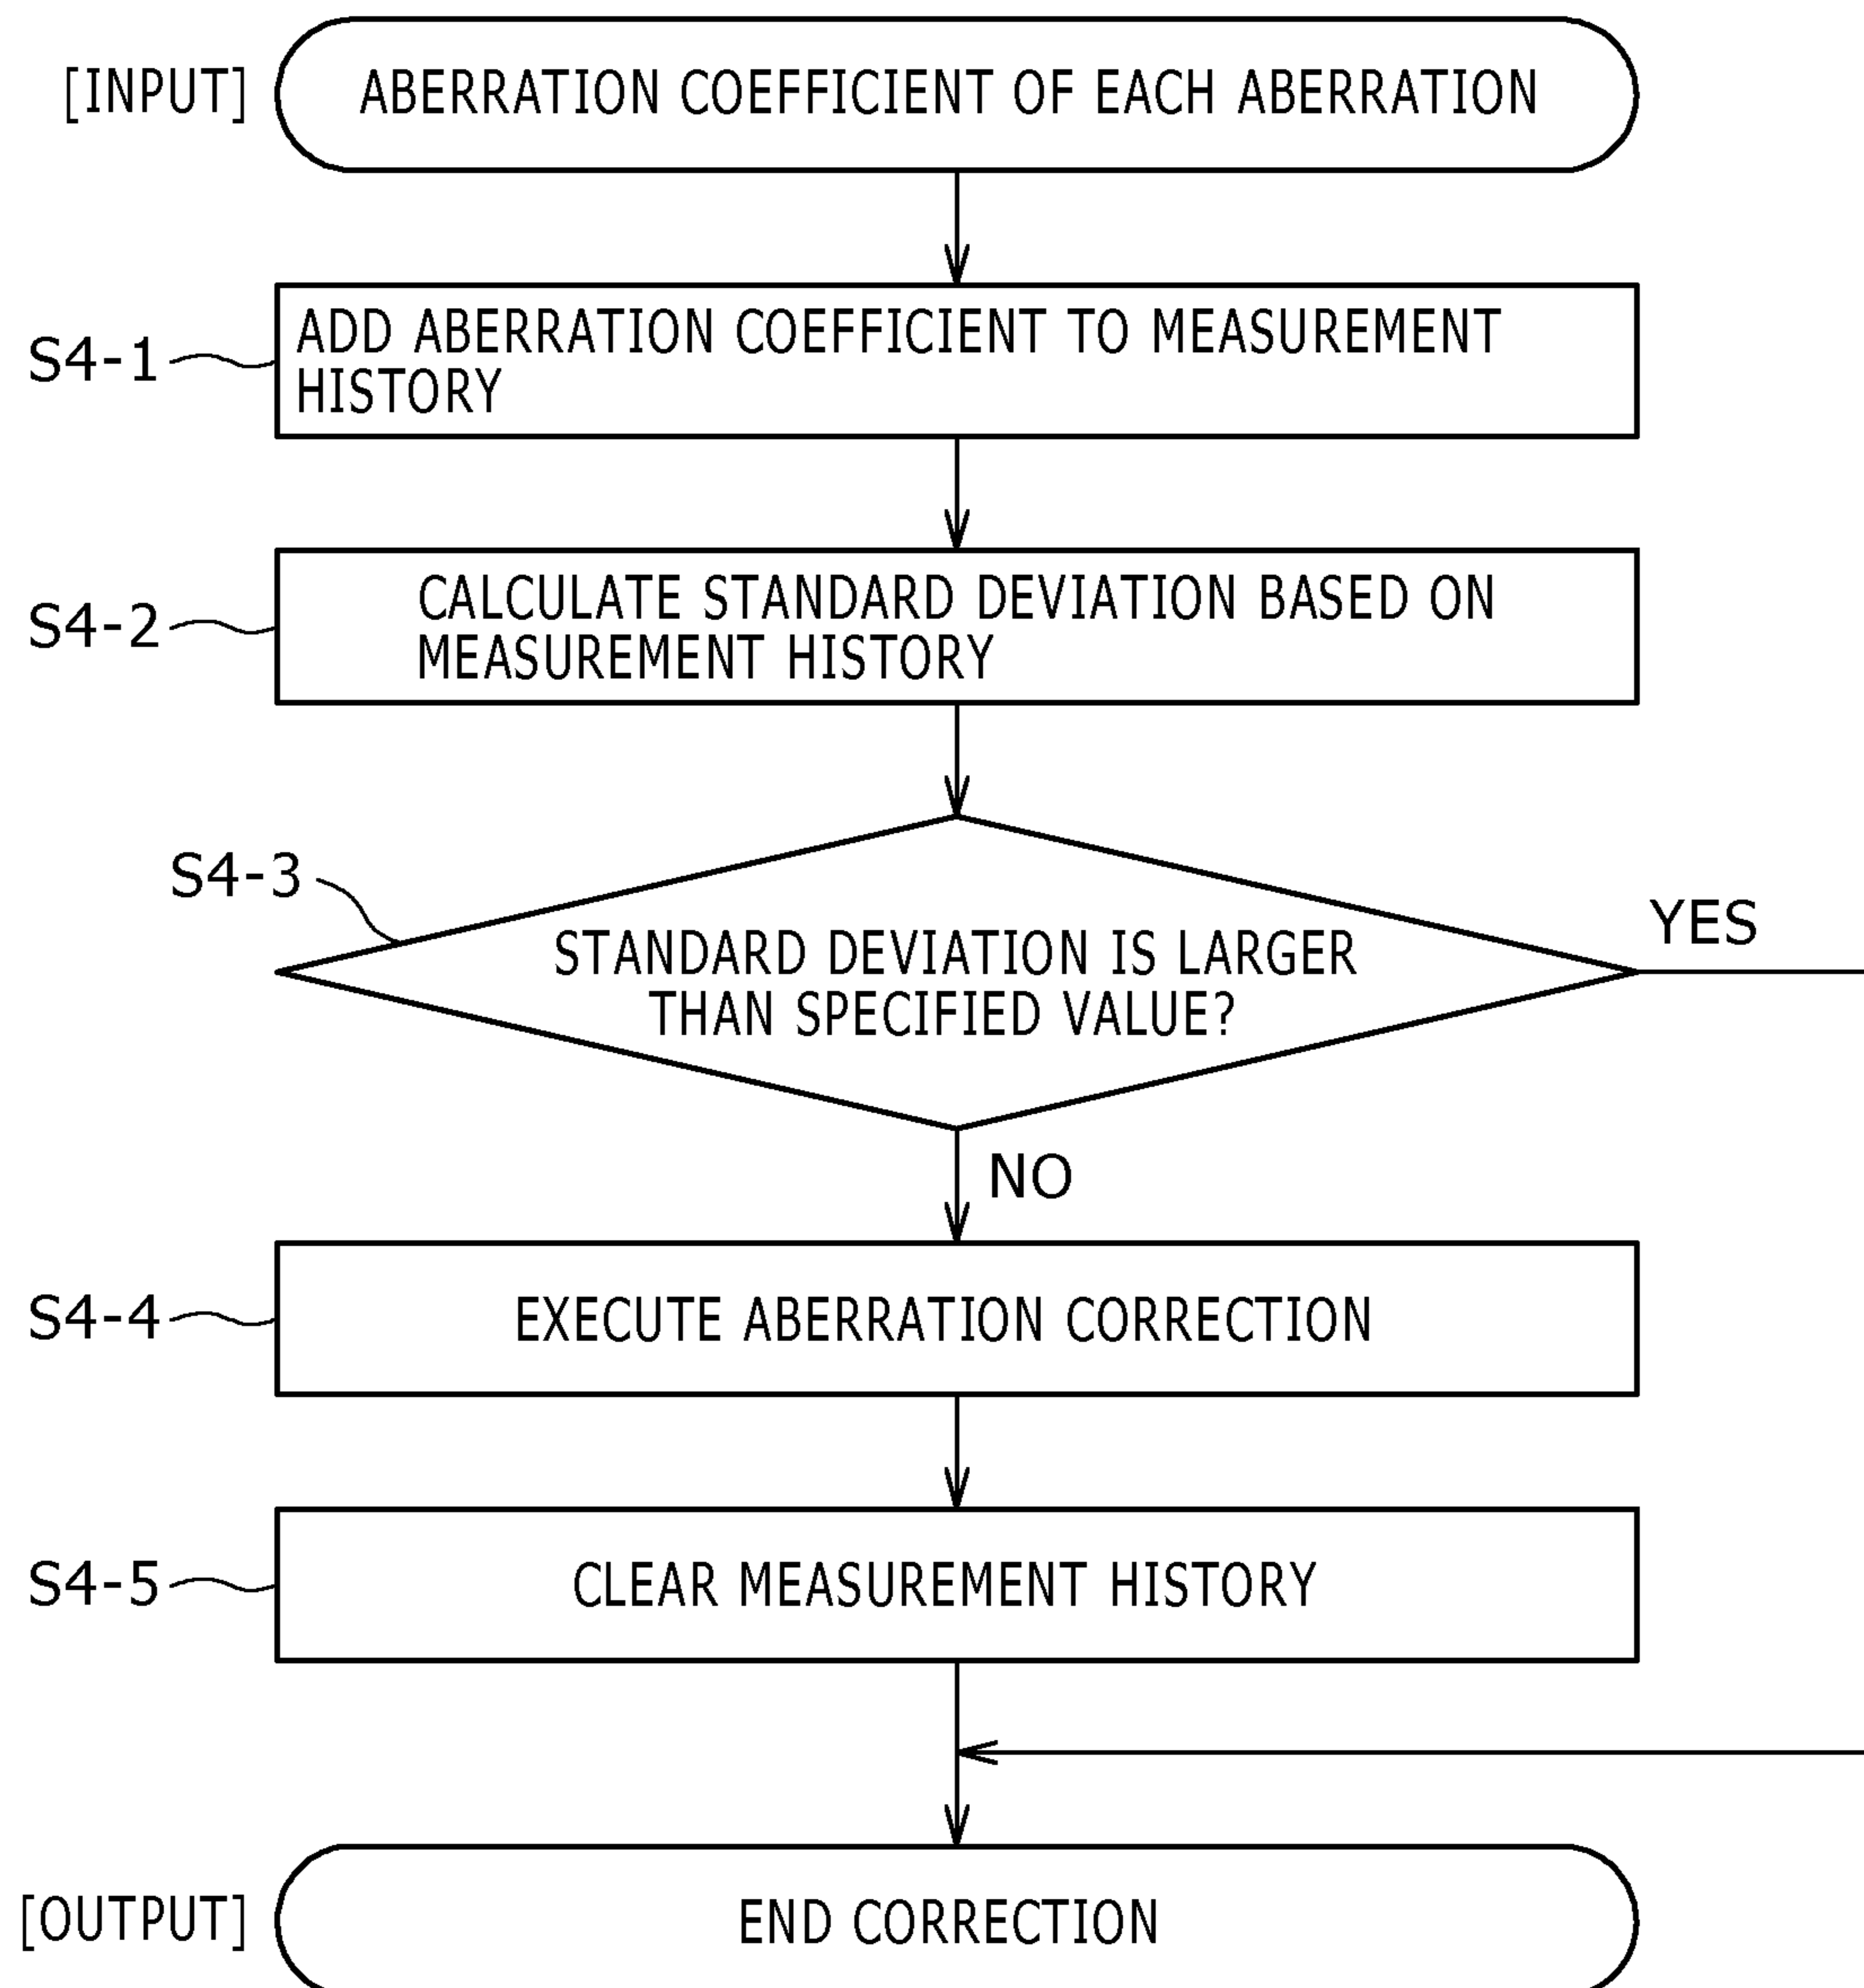 [INPUT]
ABERRATION COEFFICIENT OF EACH ABERRATION
S4-1
ADD ABERRATION COEFFICIENT TO MEASUREMENT
HISTORY
S4-2
CALCULATE STANDARD DEVIATION BASED ON
MEASUREMENT HISTORY
S4-3
STANDARD DEVIATION IS LARGER
THAN SPECIFIED VALUE?
YES
NO
S4-4
EXECUTE ABERRATION CORRECTION
S4-5
CLEAR MEASUREMENT HISTORY
[OUTPUT]
END CORRECTION